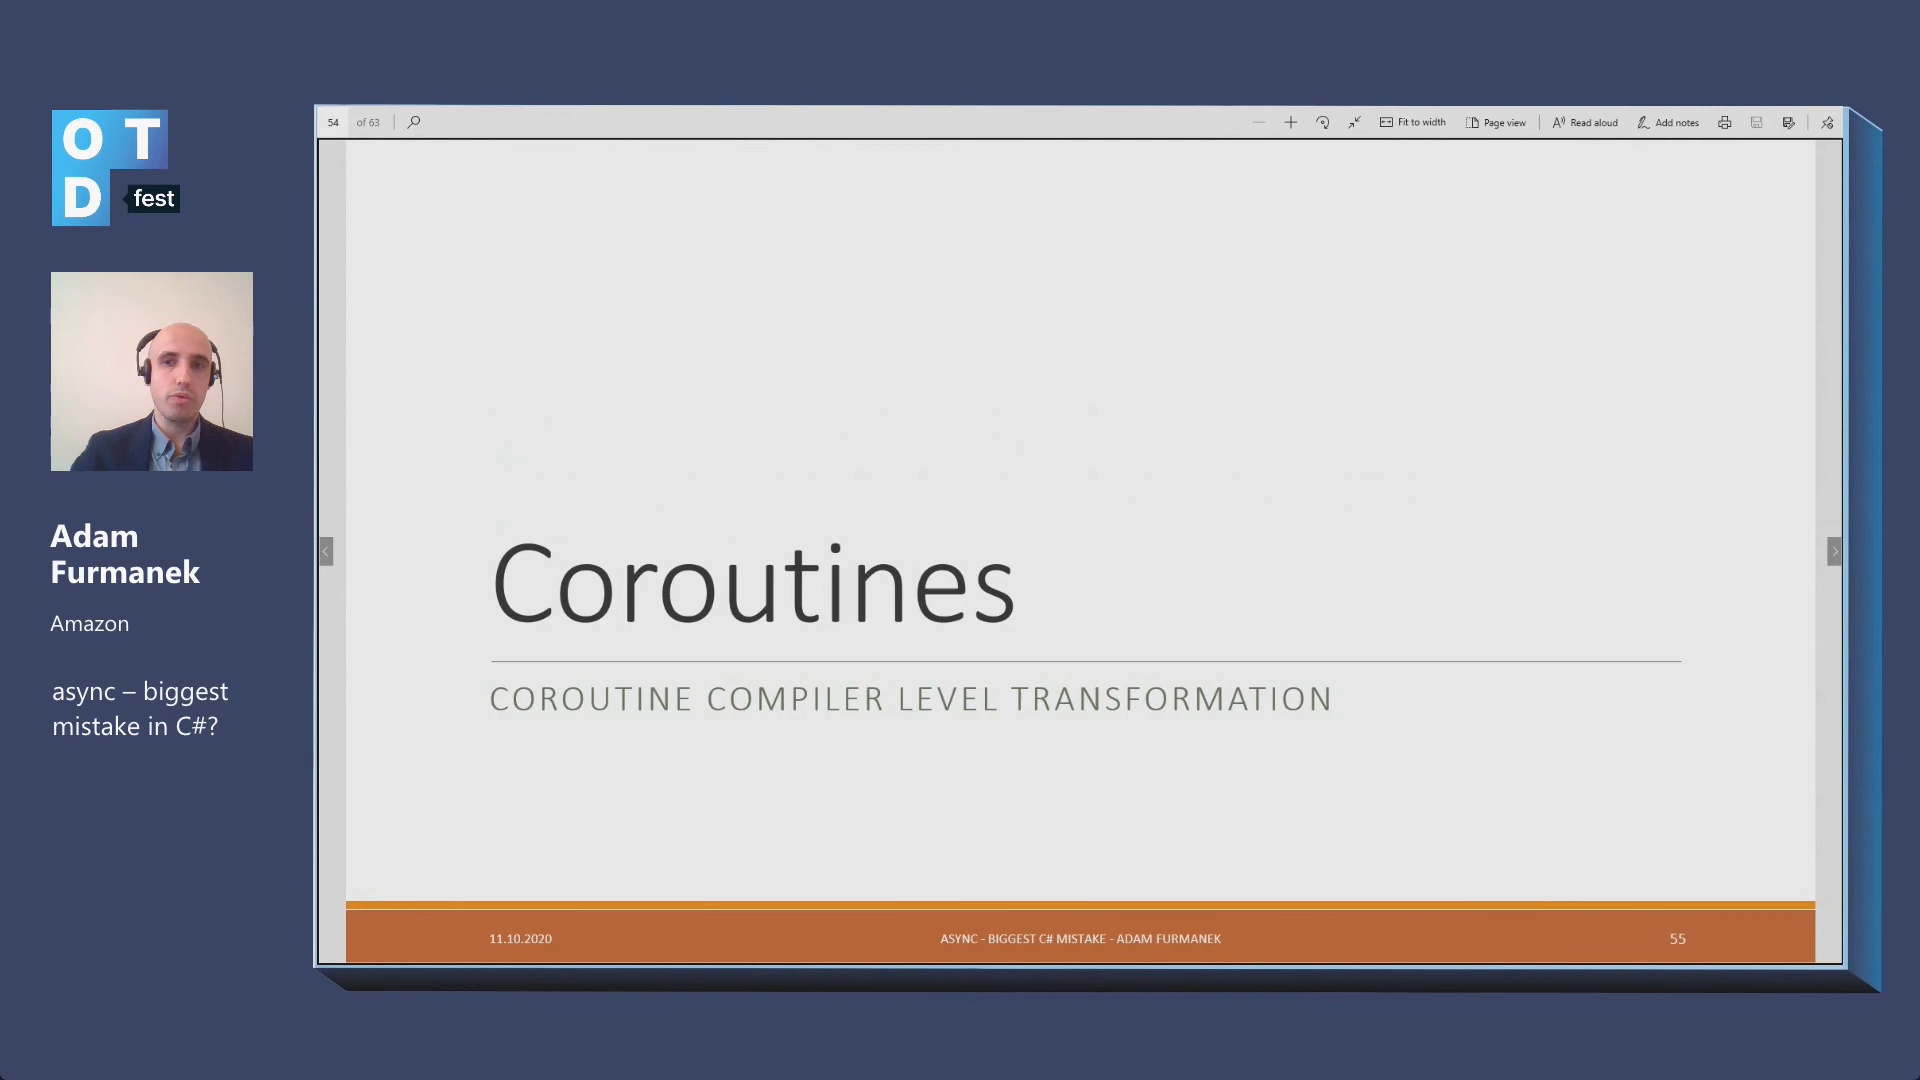 O T
D fest
Adam
Furmanek
Amazon
async – biggest
mistake in C#?
54 of 63 Fit to width Page view Read aloud Add notes
Coroutines
COROUTINE COMPILER LEVEL TRANSFORMATION
11.10.2020 ASYNC - BIGGEST C# MISTAKE - ADAM FURMANEK 55